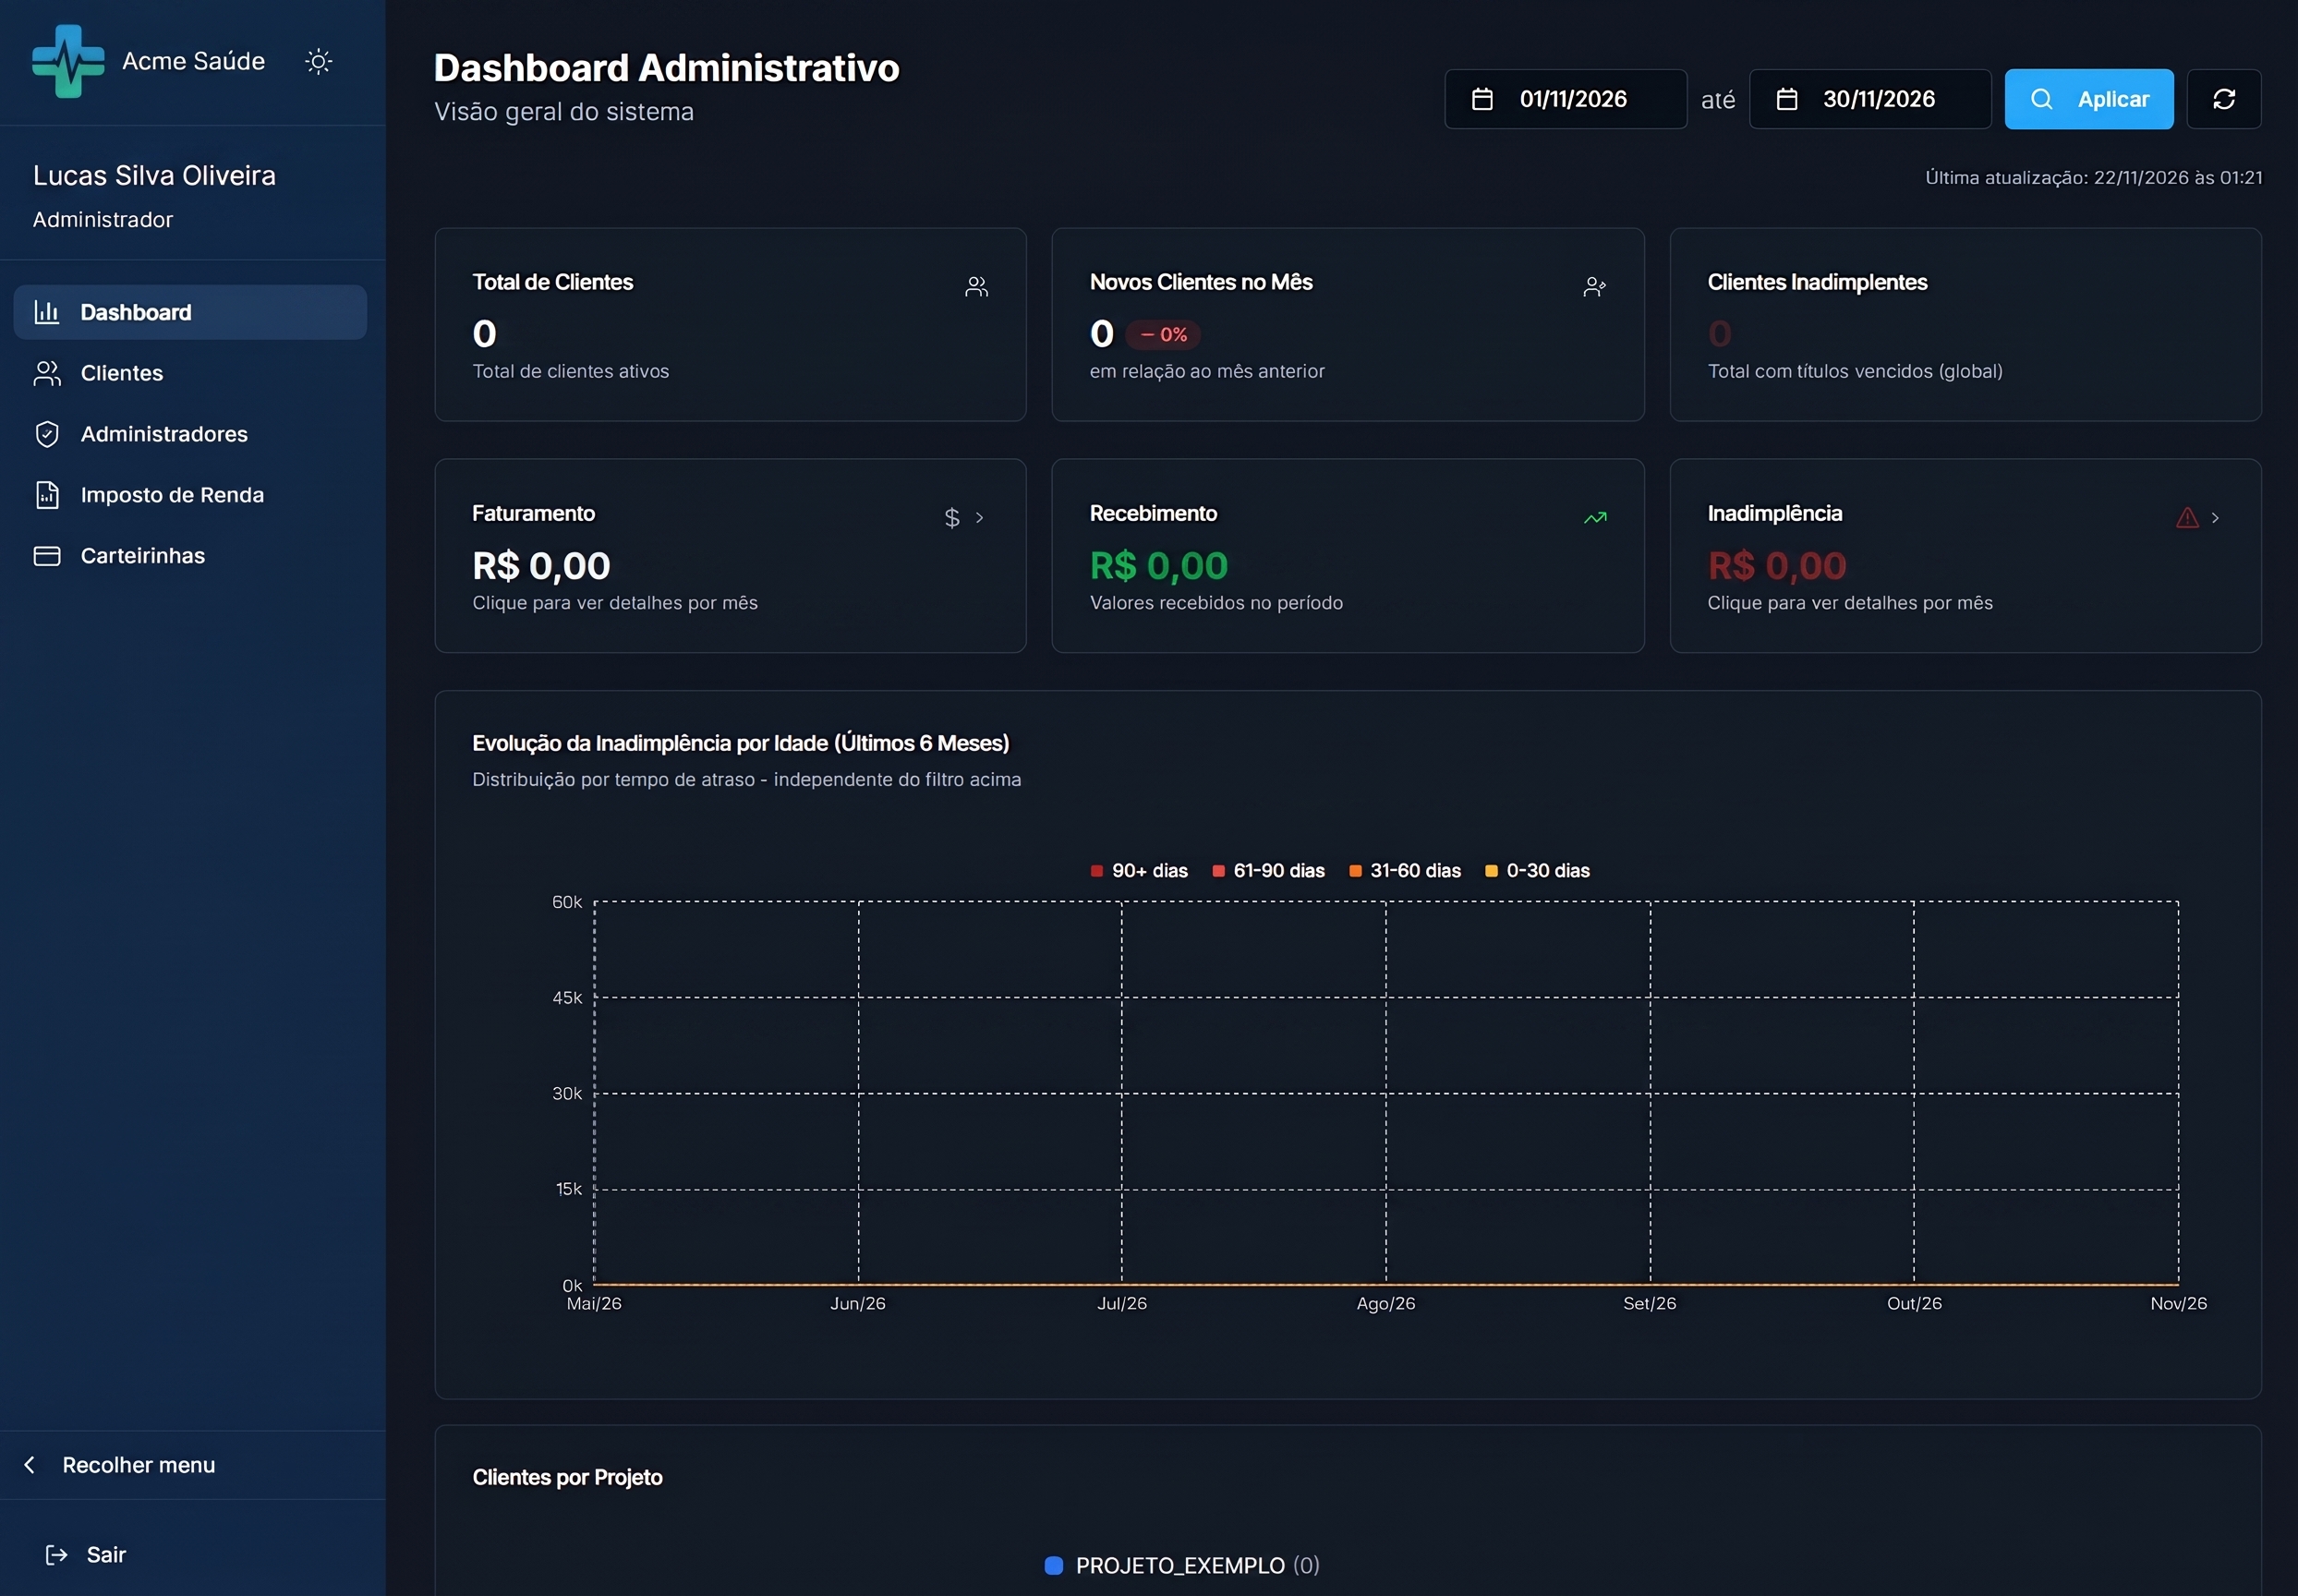 Acme Saúde
Lucas Silva Oliveira
Administrador
Dashboard
Clientes
Administradores
Imposto de Renda
Carteirinhas
Recolher menu
Sair
Dashboard Administrativo
Visão geral do sistema
01/11/2026 até 30/11/2026 Aplicar
Última atualização: 22/11/2026 às 01:21
Total de Clientes
0
Total de clientes ativos
Novos Clientes no Mês
0 – 0%
em relação ao mês anterior
Clientes Inadimplentes
0
Total com títulos vencidos (global)
Faturamento
$
R$ 0,00
Clique para ver detalhes por mês
Recebimento
R$ 0,00
Valores recebidos no período
Inadimplência
R$ 0,00
Clique para ver detalhes por mês
Evolução da Inadimplência por Idade (Últimos 6 Meses)
Distribuição por tempo de atraso - independente do filtro acima
90+ dias 61-90 dias 31-60 dias 0-30 dias
60k
45k
30k
15k
0k
Mai/26 Jun/26 Jul/26 Ago/26 Set/26 Out/26 Nov/26
Clientes por Projeto
PROJETO_EXEMPLO (0)